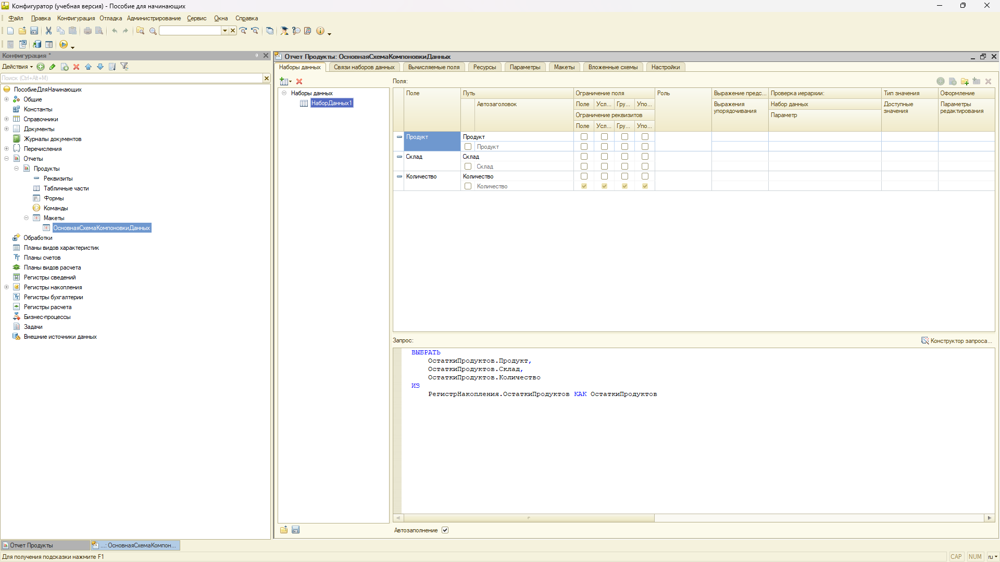 Конфигуратор (учебная версия) - Пособие для начинающих
Файл Правка Конфигурация Отладка Администрирование Сервис Окна Справка
Конфигурация *
Действия
Поиск (Ctrl+Alt+M)
ПособиеДляНачинающих
Общие
Константы
Справочники
Документы
Журналы документов
Перечисления
Отчеты
Продукты
Реквизиты
Табличные части
Формы
Команды
Макеты
ОсновнаяСхемаКомпоновкиДанных
Обработки
Планы видов характеристик
Планы счетов
Планы видов расчета
Регистры сведений
Регистры накопления
Регистры бухгалтерии
Регистры расчета
Бизнес-процессы
Задачи
Внешние источники данных
Отчет Продукты: ОсновнаяСхемаКомпоновкиДанных
Наборы данных Связи наборов данных Вычисляемые поля Ресурсы Параметры Макеты Вложенные схемы Настройки
Наборы данных
НаборДанных1
Поля:
Поле Путь Ограничение поля Роль Выражение предс... Проверка иерархии: Тип значения Оформление
Автозаголовок Поле Усл... Гру... Упо... Выражения упорядочивания Набор данных Доступные значения Параметры редактирования
Ограничение реквизитов Параметр
Поле Усл... Гру... Упо...
Продукт Продукт
Продукт
Склад Склад
Склад
Количество Количество
Количество
Запрос: Конструктор запроса...
ВЫБРАТЬ
ОстаткиПродуктов.Продукт,
ОстаткиПродуктов.Склад,
ОстаткиПродуктов.Количество
ИЗ
РегистрНакопления.ОстаткиПродуктов КАК ОстаткиПродуктов
Автозаполнение
Отчет Продукты ...: ОсновнаяСхемаКомпон...
Для получения подсказки нажмите F1 CAP NUM ru